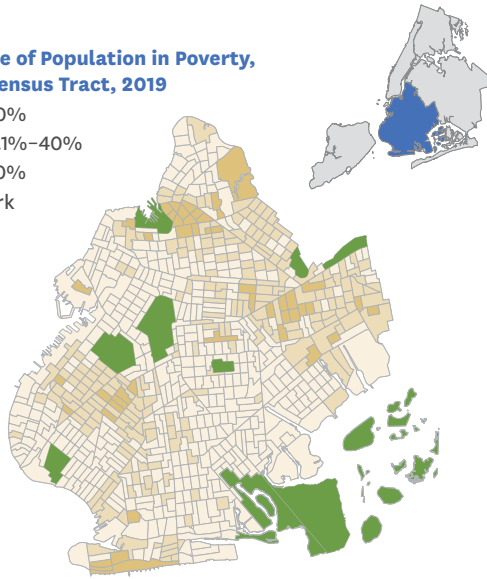 e of Population in Poverty,
ensus Tract, 2019
0%
1%–40%
0%
rk